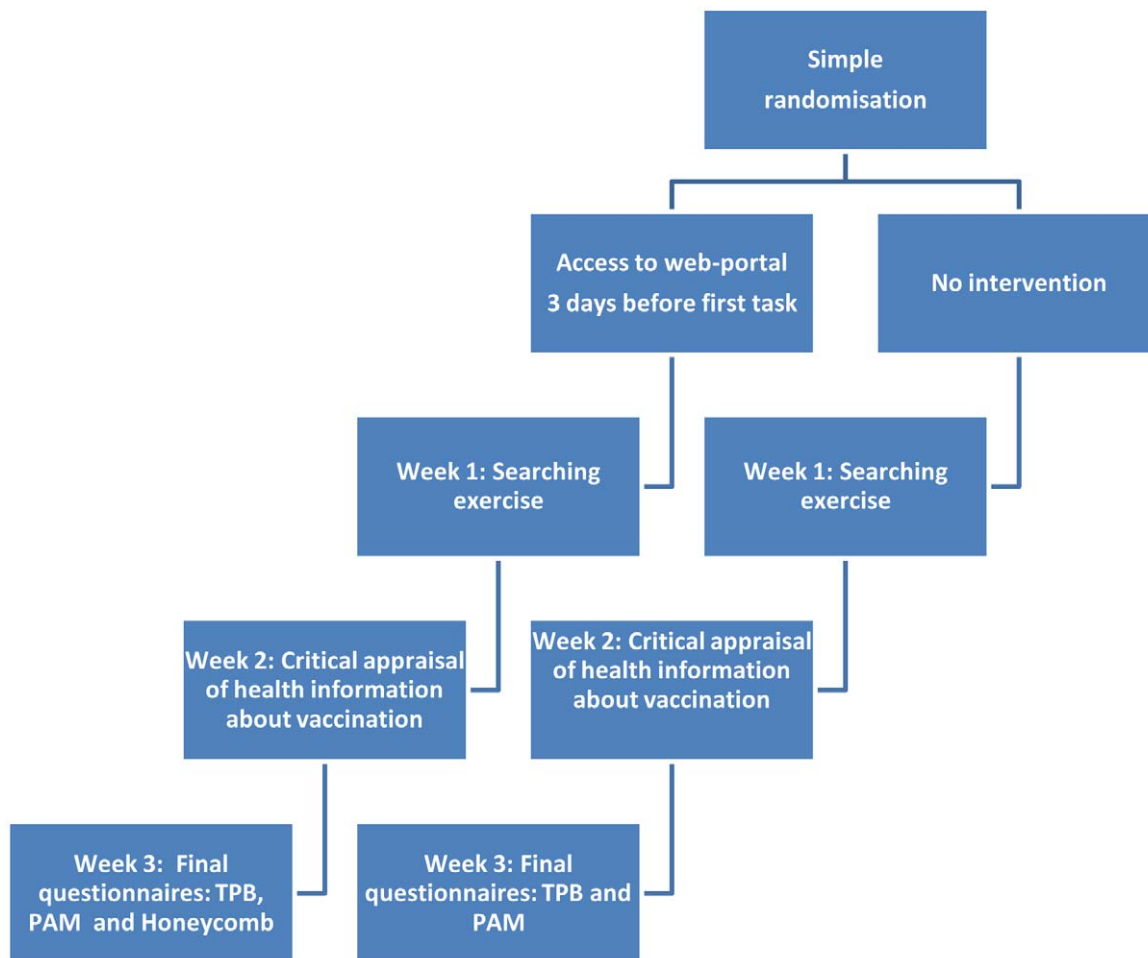 Simple
randomisation
Access to web-portal
3 days before first task
No intervention
Week 1: Searching
exercise
Week 1: Searching
exercise
Week 2: Critical appraisal
of health information
about vaccination
Week 2: Critical appraisal
of health information
about vaccination
Week 3:  Final
questionnaires: TPB,
PAM  and Honeycomb
Week 3: Final
questionnaires: TPB and
PAM